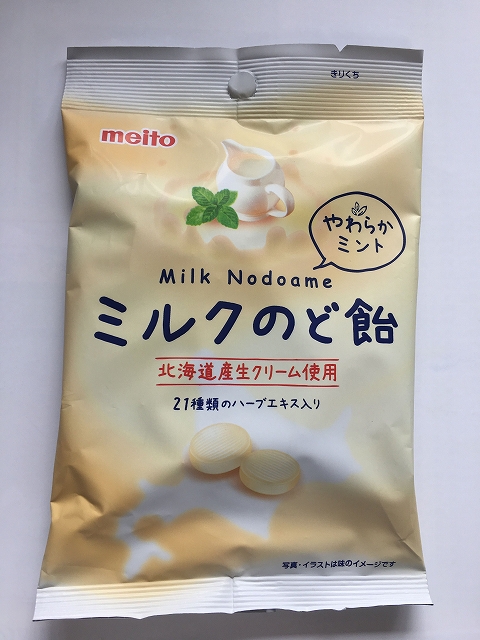 きりくち
meito
やわらか
ミント
Milk Nodoame
ミルクのど飴
北海道産生クリーム使用
21種類のハーブエキス入り
写真・イラストは味のイメージです